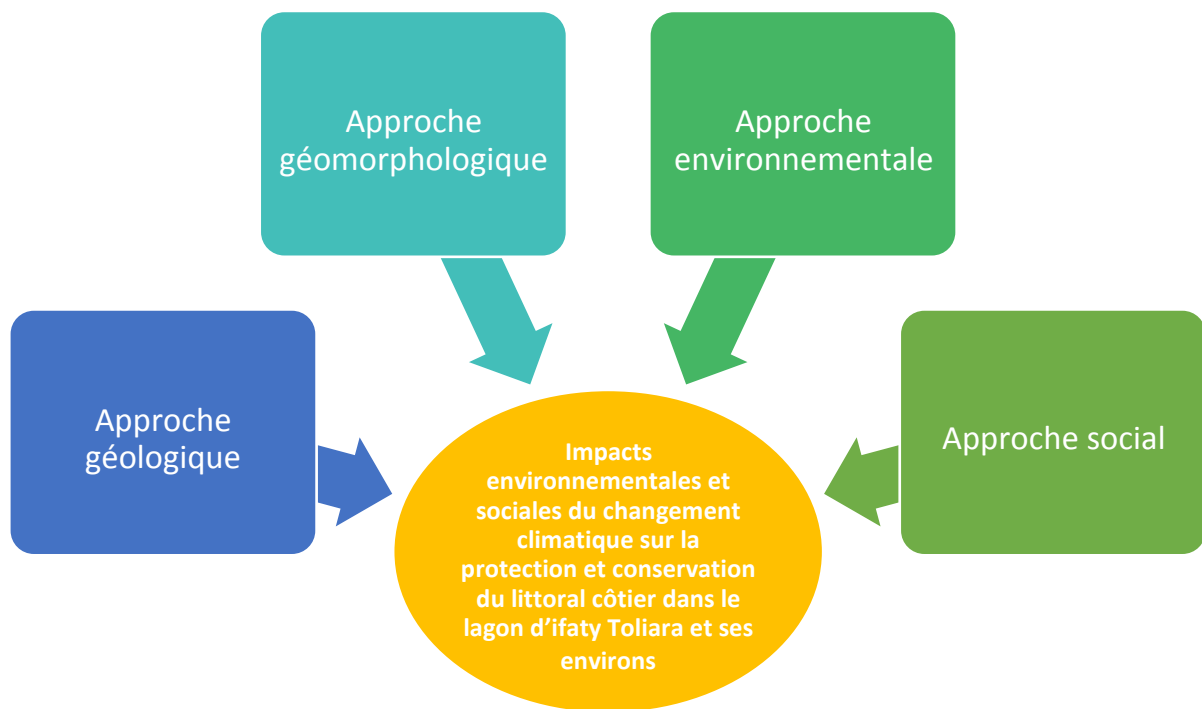 Approche
géomorphologique
Approche
environnementale
Approche
géologique
Approche social
Impacts
environnementales et
sociales du changement
climatique sur la
protection et conservation
du littoral côtier dans le
lagon d’ifaty Toliara et ses
environs